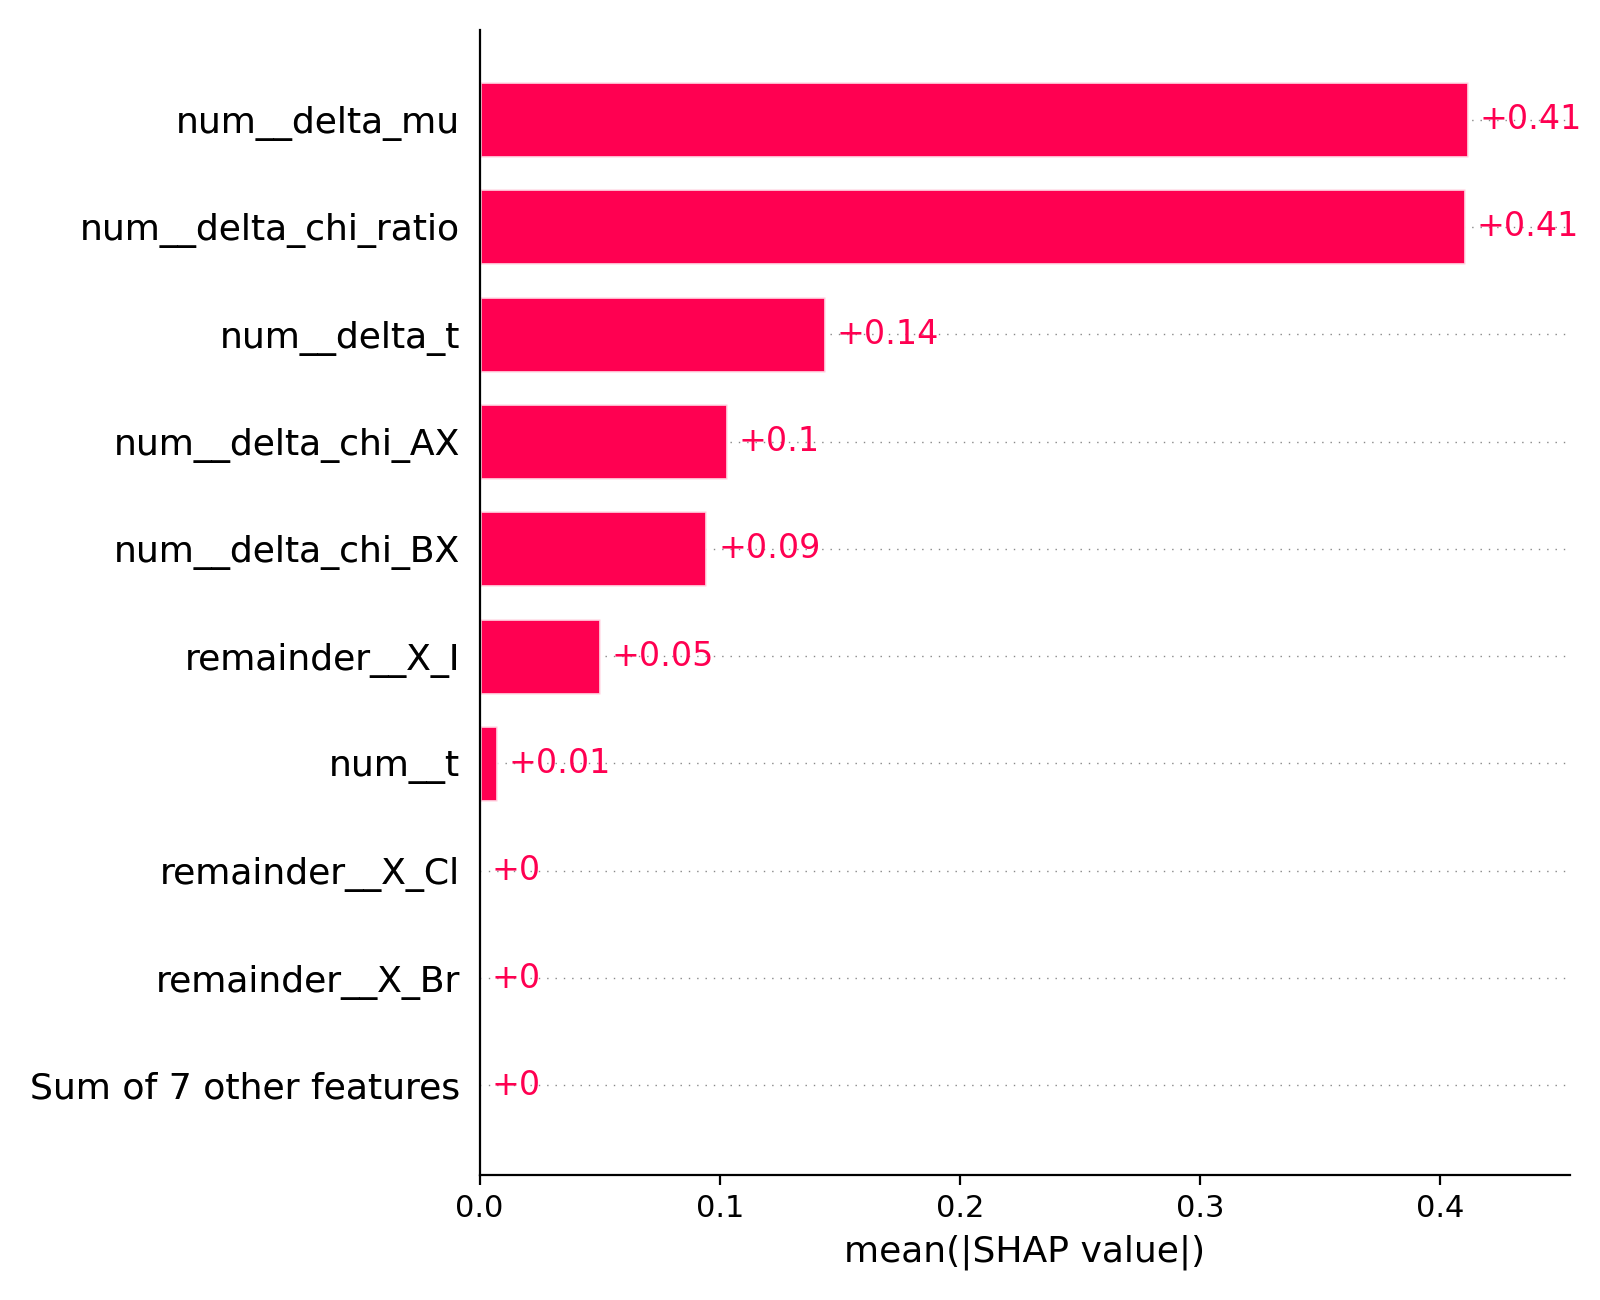 num__delta_mu +0.41
num__delta_chi_ratio +0.41
num__delta_t +0.14
num__delta_chi_AX +0.1
num__delta_chi_BX +0.09
remainder__X_I +0.05
num__t +0.01
remainder__X_Cl +0
remainder__X_Br +0
Sum of 7 other features +0
0.0 0.1 0.2 0.3 0.4
mean(|SHAP value|)